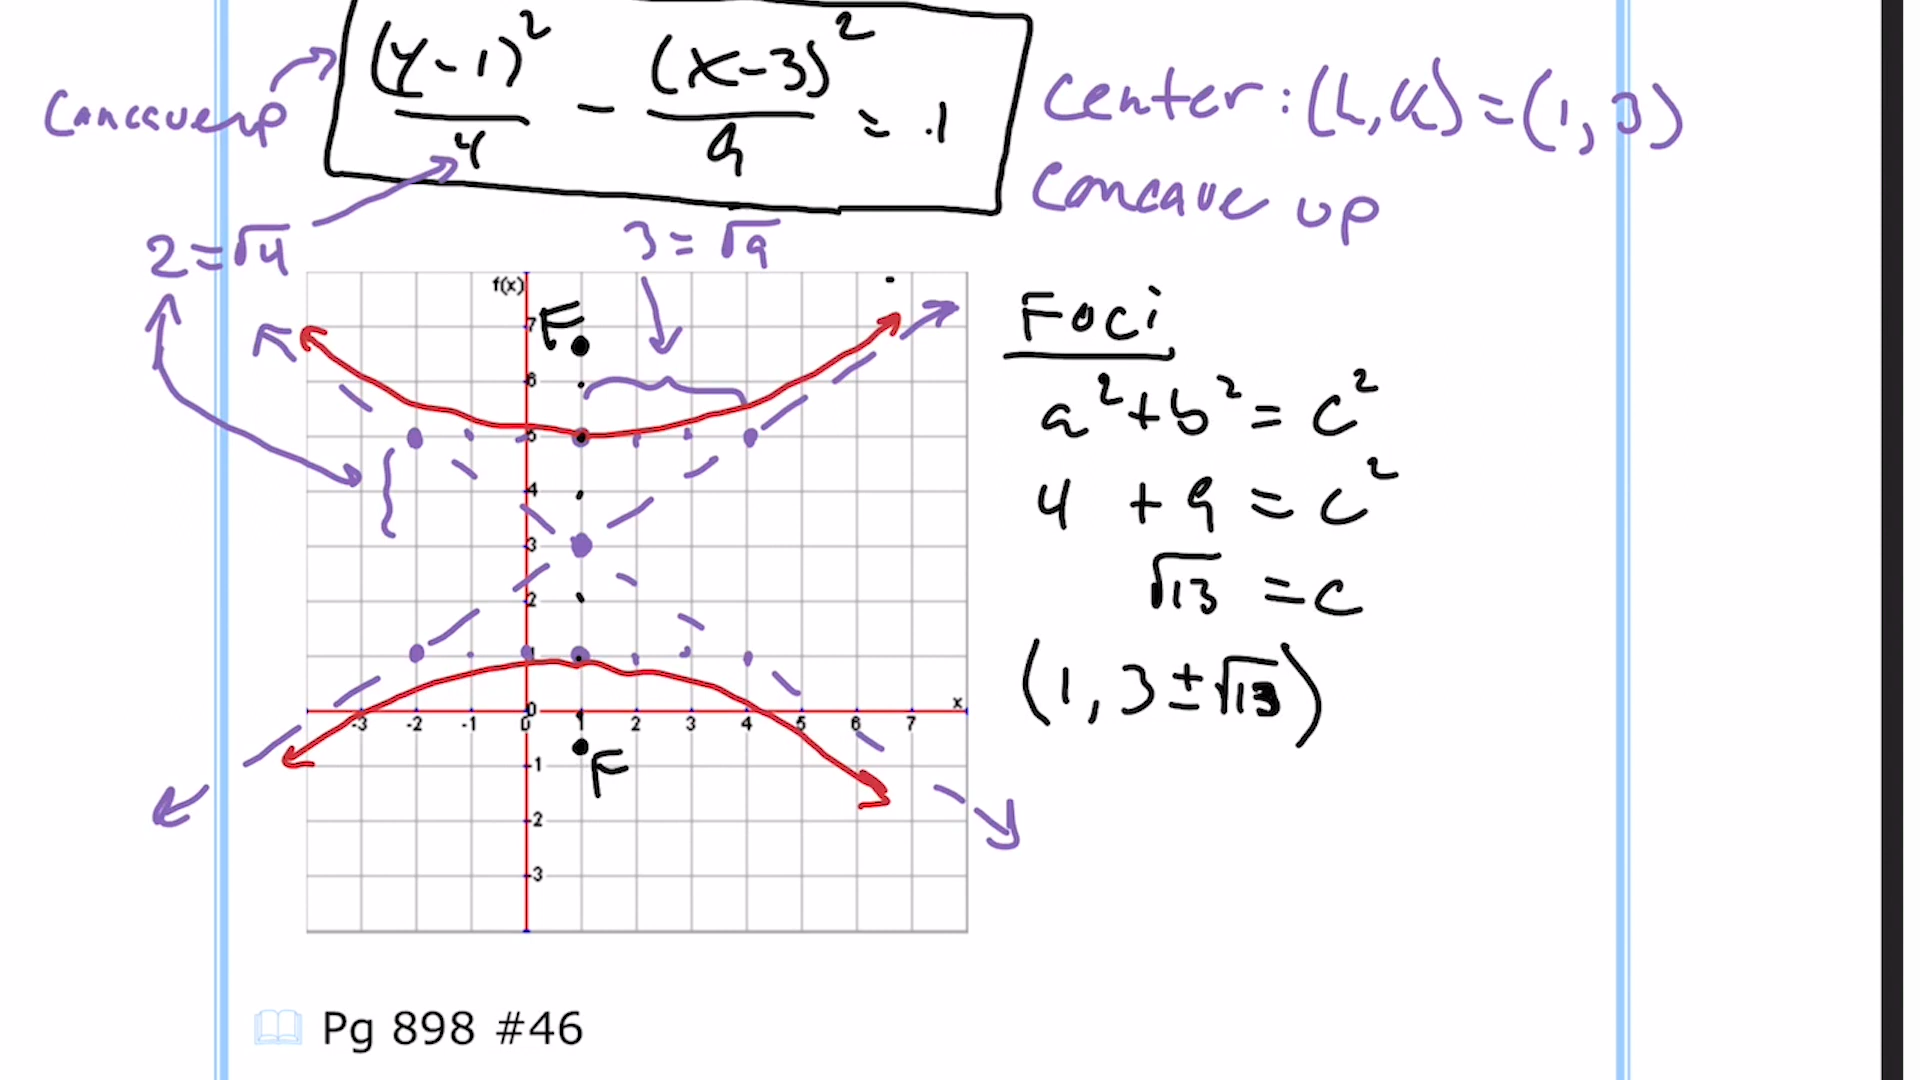 (y-1)² / 4 - (x-3)² / 9 = 1
Concave up
center: (h,k) = (1,3)
Concave up
2=√4
3=√9
f(x)
7
6
5
4
3
2
1
0
-1
-2
-3
-3 -2 -1 0 1 2 3 4 5 6 7
x
F
F
Foci
a²+b²=c²
4 +9 = c²
√13 = c
(1, 3±√13)
Pg 898 #46